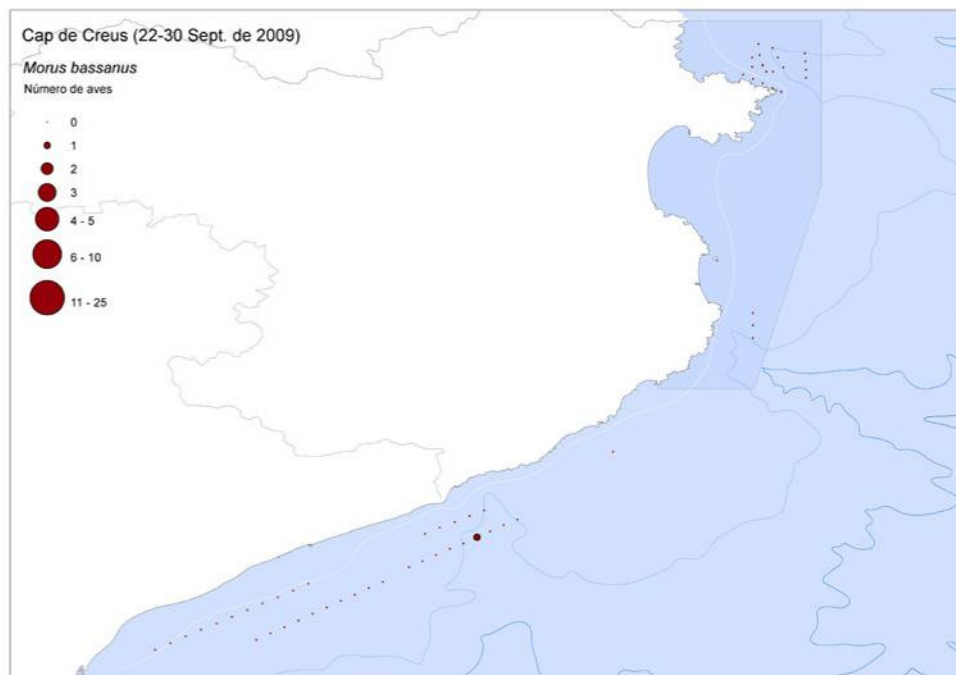 Cap de Creus (22-30 Sept. de 2009)
Morus bassanus
Número de aves
0
1
2
3
4 - 5
6 - 10
11 - 25